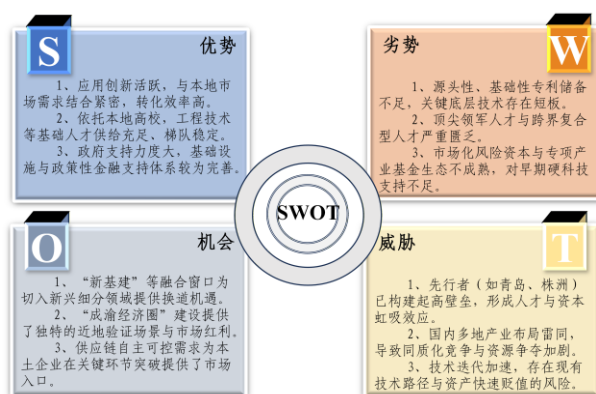 S
优势
1、应用创新活跃，与本地市
场需求结合紧密，转化效率高。
2、依托本地高校，工程技术
等基础人才供给充足、梯队稳定。
3、政府支持力度大，基础设
施与政策性金融支持体系较为完善。
劣势
W
1、源头性、基础性专利储备
不足，关键底层技术存在短板。
2、顶尖领军人才与跨界复合
型人才严重匮乏。
3、市场化风险资本与专项产
业基金生态不成熟，对早期硬科技
支持不足。
SWOT
O
机会
1、“新基建”等融合窗口为
切入新兴细分领域提供换道机遇。
2、“成渝经济圈”建设提供
了独特的近地验证场景与市场红利。
3、供应链自主可控需求为本
土企业在关键环节突破提供了市场
入口。
威胁
T
1、先行者（如青岛、株洲）
已构建起高壁垒，形成人才与资本
虹吸效应。
2、国内多地产业布局雷同，
导致同质化竞争与资源争夺加剧。
3、技术迭代加速，存在现有
技术路径与资产快速贬值的风险。